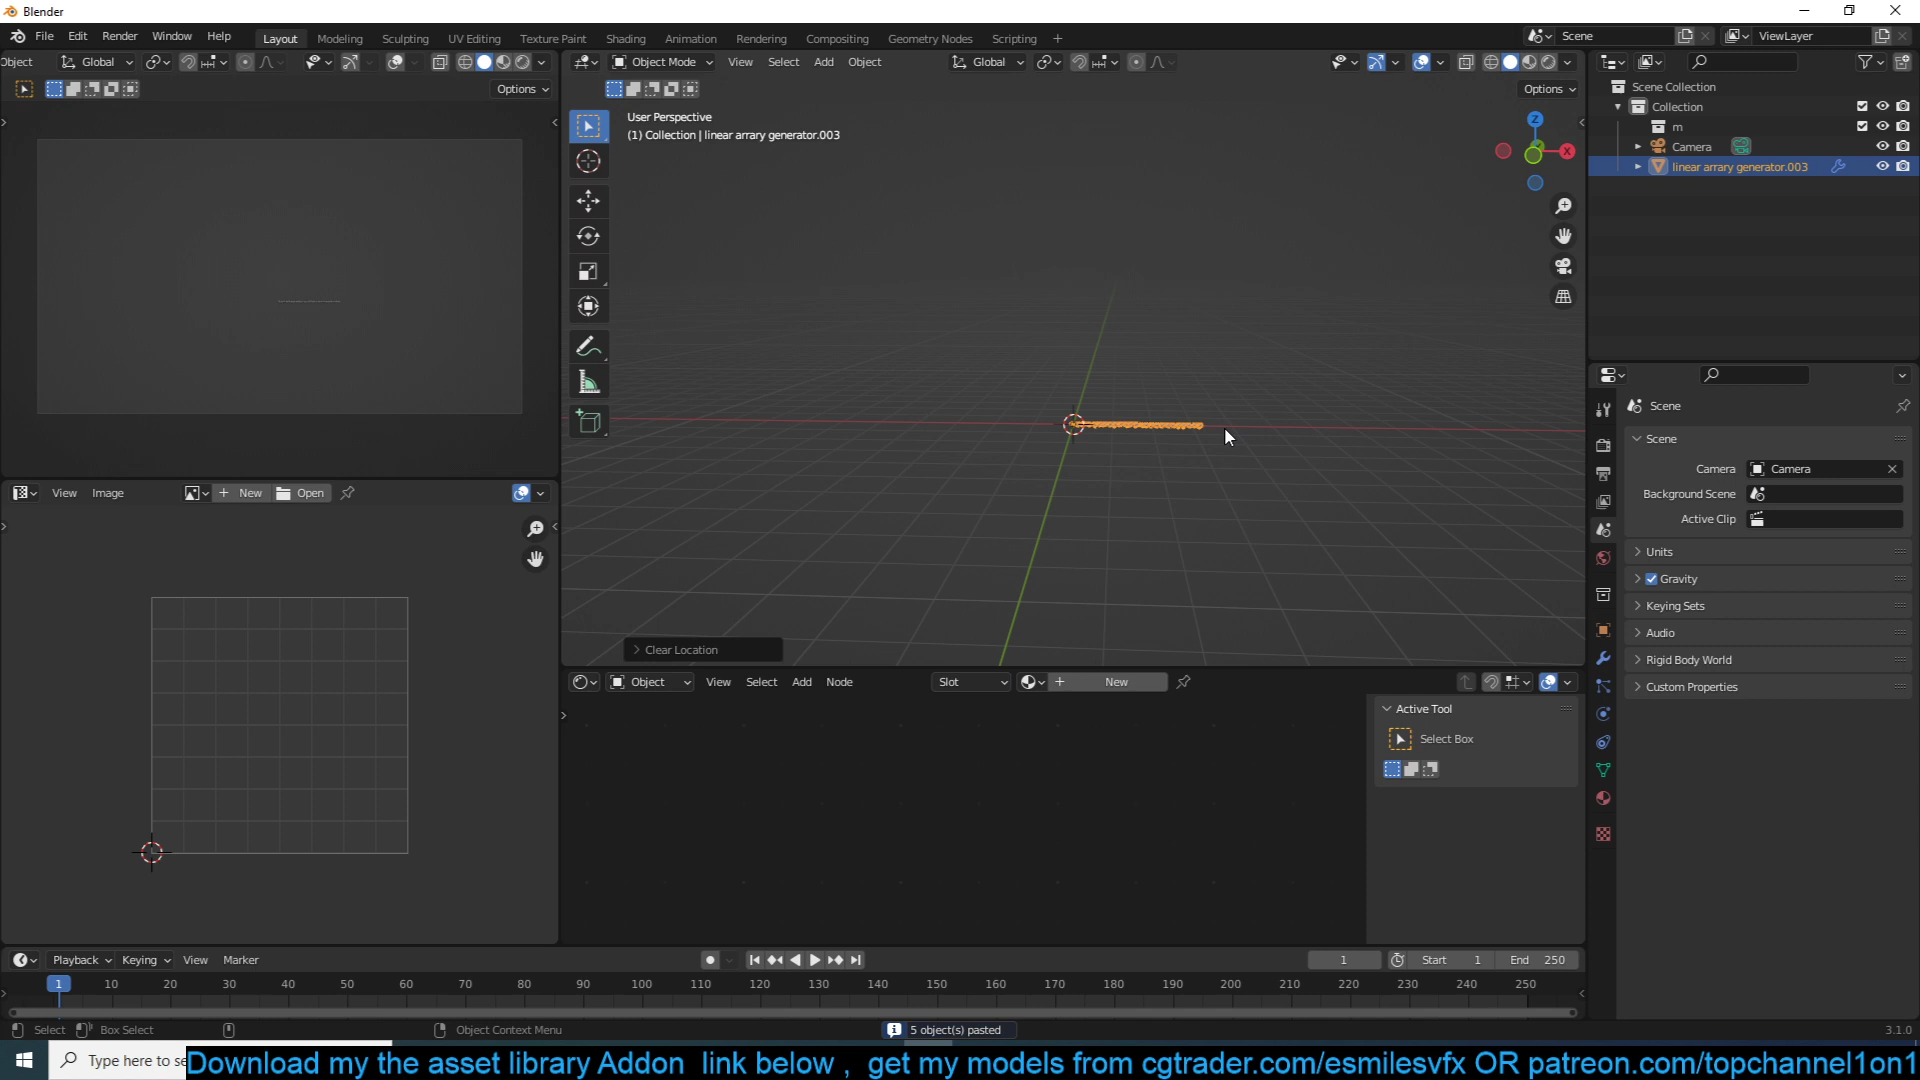 Blender
File Edit Render Window Help Layout Modeling Sculpting UV Editing Texture Paint Shading Animation Rendering Compositing Geometry Nodes Scripting + Scene ViewLayer
Object Global
Options
Object Mode View Select Add Object Global
Options
User Perspective
(1) Collection | linear arrary generator.003
Z
X
Scene Collection
Collection
m
Camera
linear arrary generator.003
Scene
Scene
Camera Camera
Background Scene
Active Clip
Units
Gravity
Keying Sets
Audio
Rigid Body World
Custom Properties
Clear Location
View Image New Open
Object View Select Add Node Slot New
Active Tool
Select Box
Playback Keying View Marker 1 Start 1 End 250
1 10 20 30 40 50 60 70 80 90 100 110 120 130 140 150 160 170 180 190 200 210 220 230 240 250
Select Box Select Object Context Menu 5 object(s) pasted 3.1.0
Type here to se
Download my the asset library Addon link below , get my models from cgtrader.com/esmilesvfx OR patreon.com/topchannel1on1